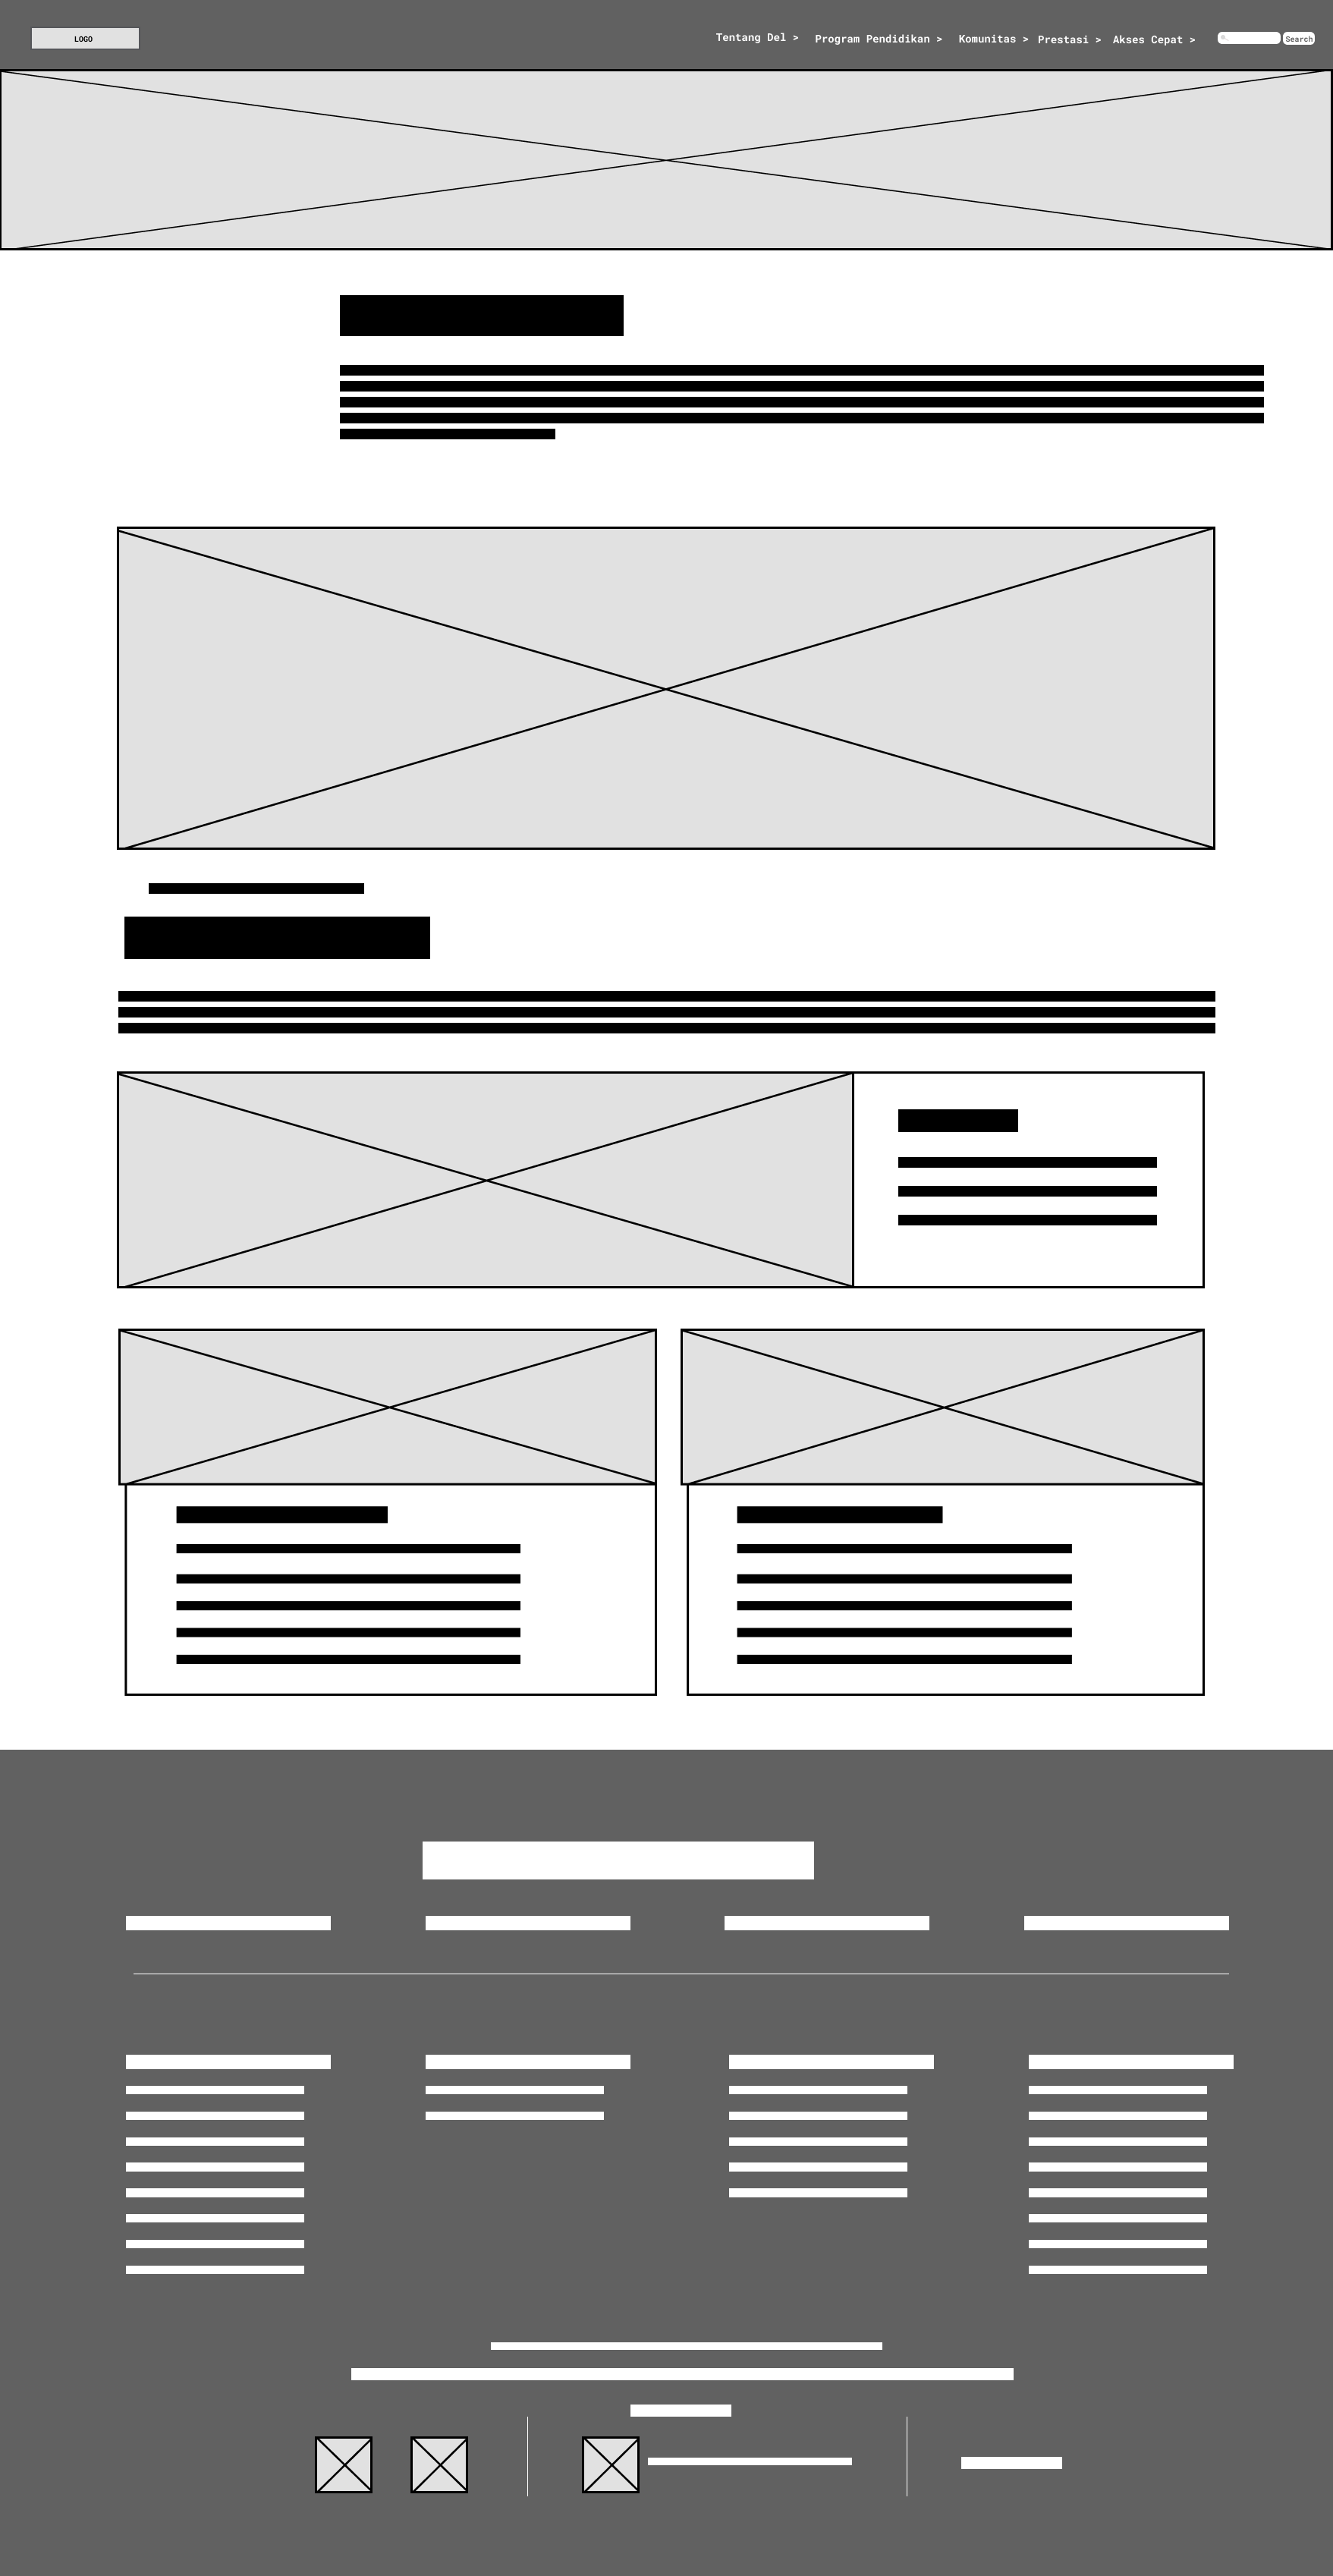 LOGO
Tentang Del >
Program Pendidikan >
Komunitas >
Prestasi >
Akses Cepat >
Search